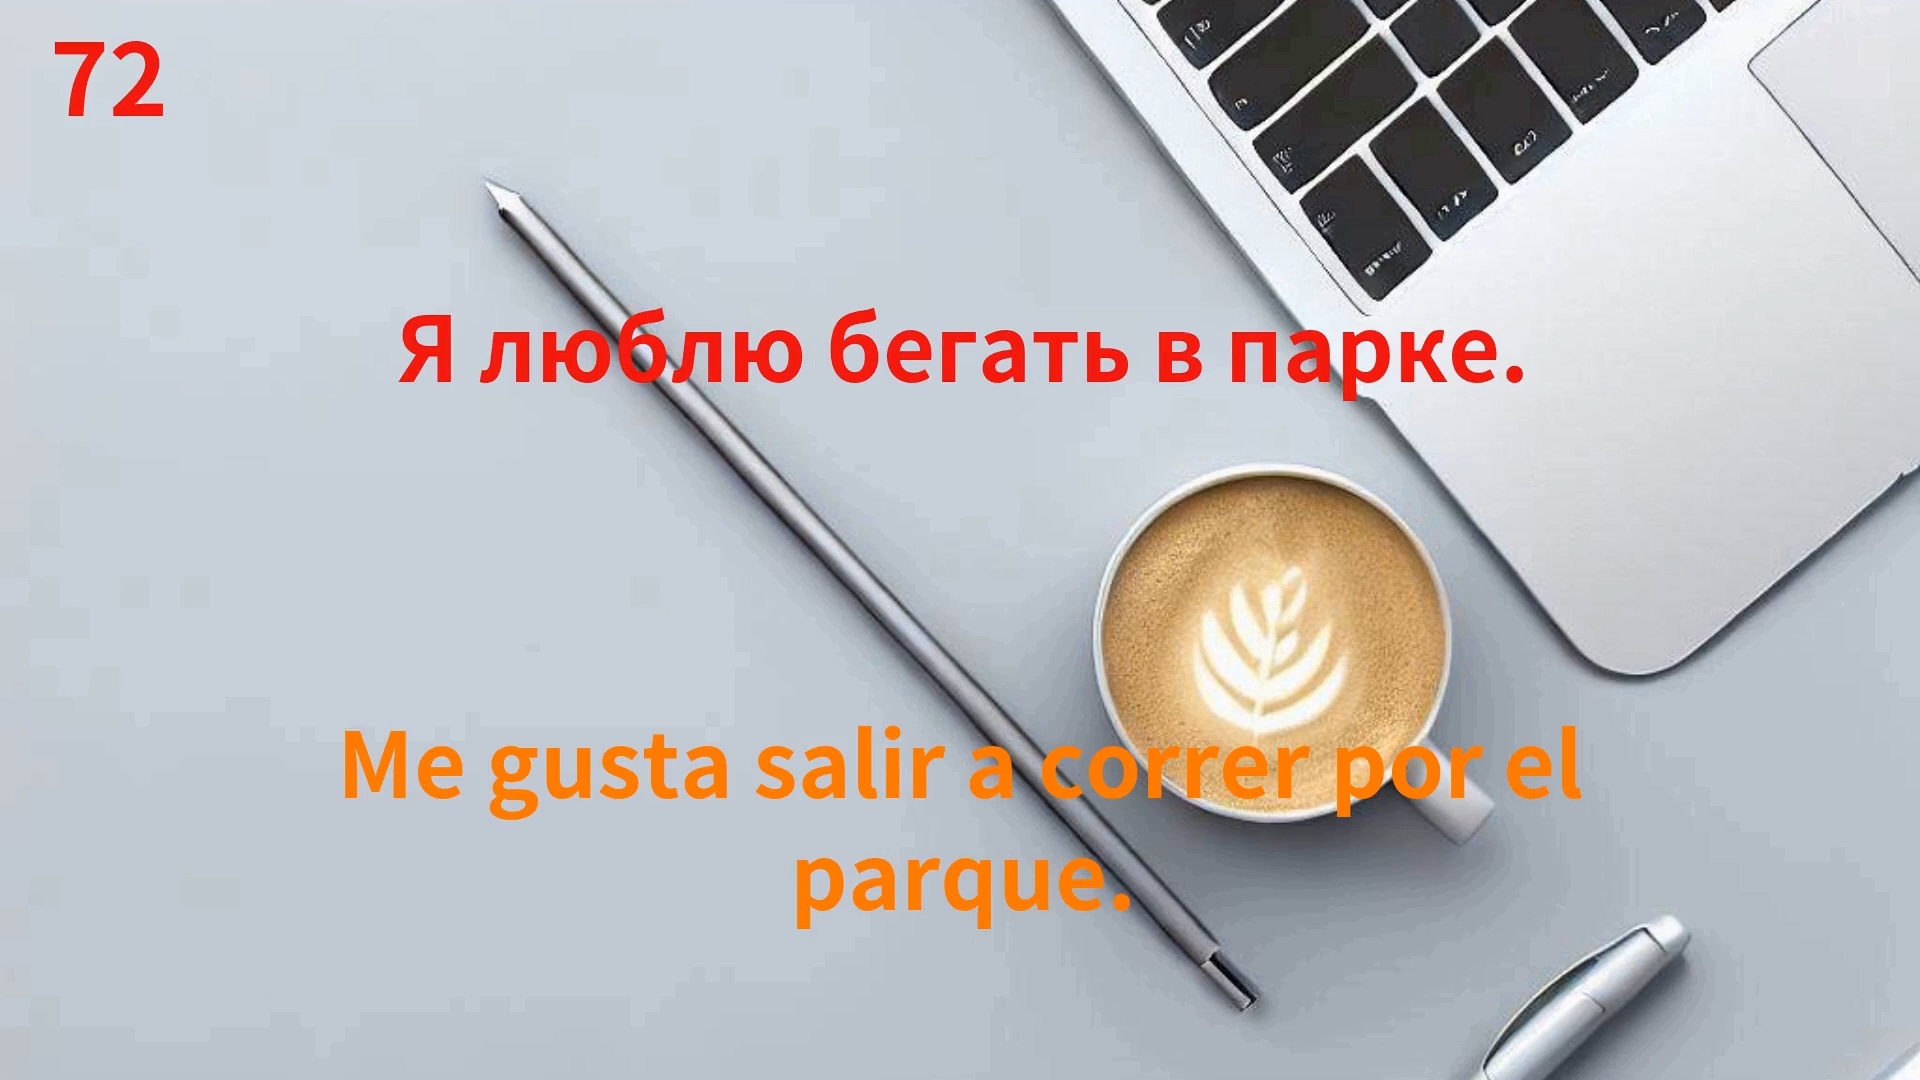 72
Я люблю бегать в парке.
Me gusta salir a correr por el
parque.